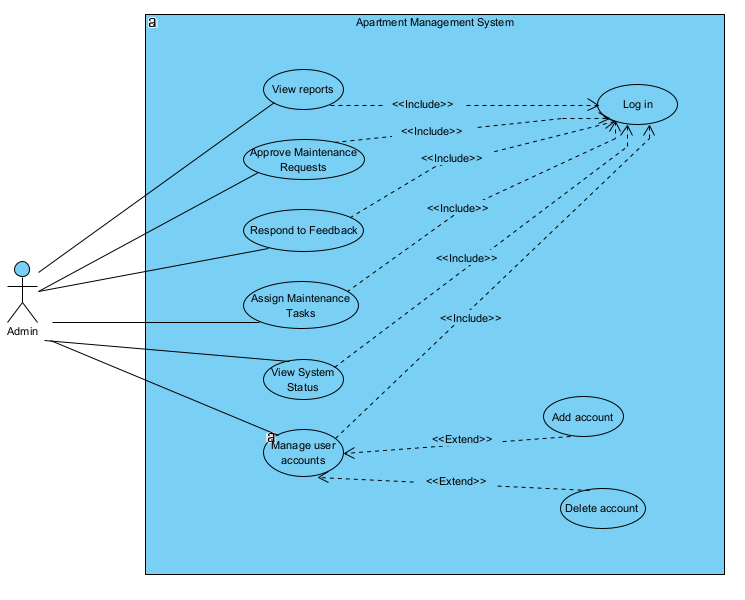 a
Apartment Management System
View reports
<<Include>>
Log in
<<Include>>
Approve Maintenance
Requests
<<Include>>
<<Include>>
Respond to Feedback
<<Include>>
Assign Maintenance
Tasks
<<Include>>
Admin
View System
Status
Add account
a
Manage user
accounts
<<Extend>>
<<Extend>>
Delete account